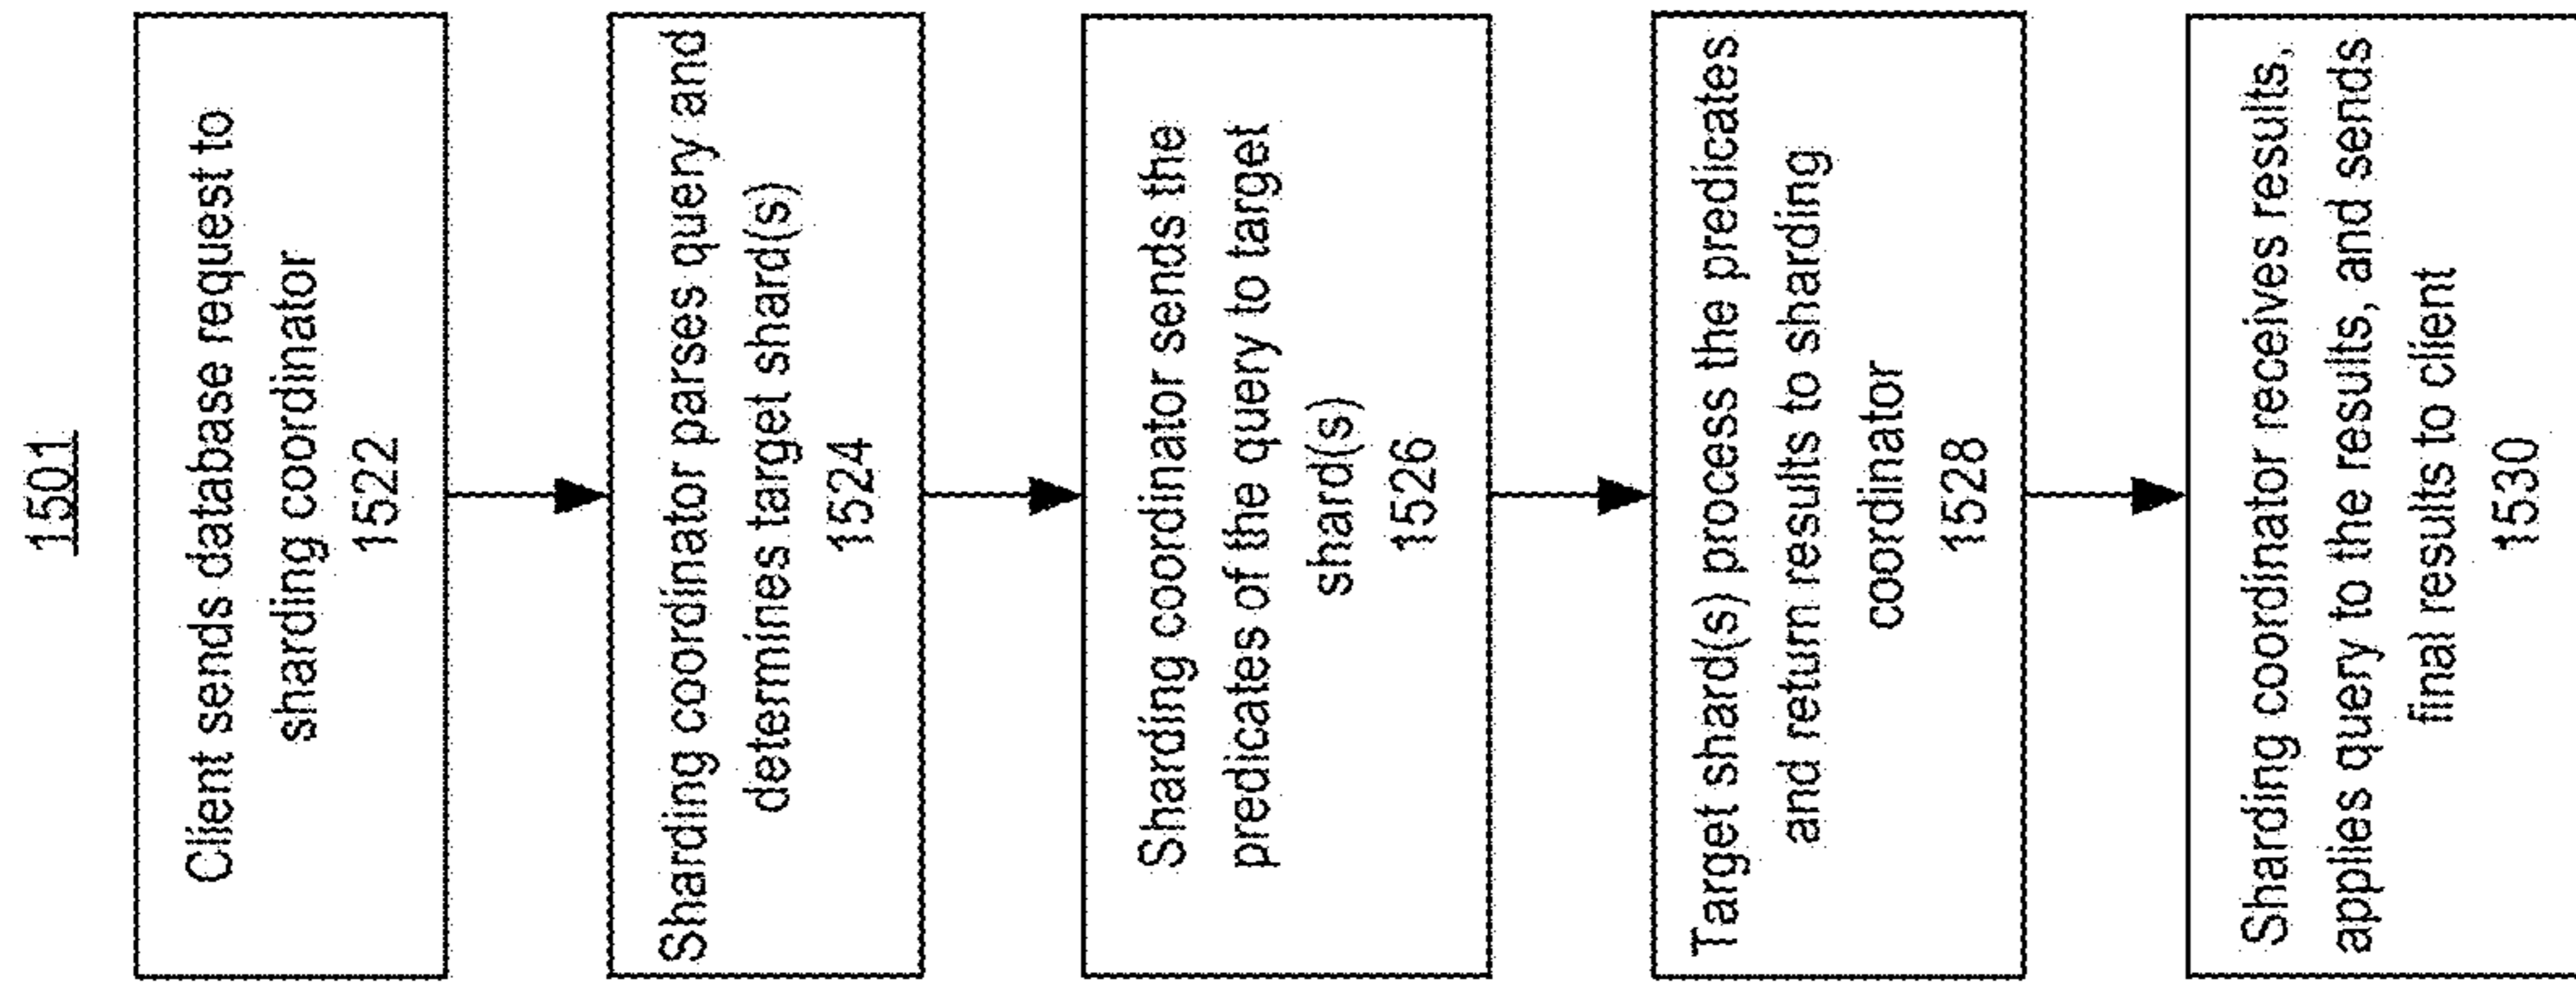 1501
Client sends database request to
sharding coordinator
1522
Sharding coordinator parses query and
determines target shard(s)
1524
Sharding coordinator sends the
predicates of the query to target
shard(s)
1526
Target shard(s) process the predicates
and return results to sharding
coordinator
1528
Sharding coordinator receives results,
applies query to the results, and sends
final results to client
1530